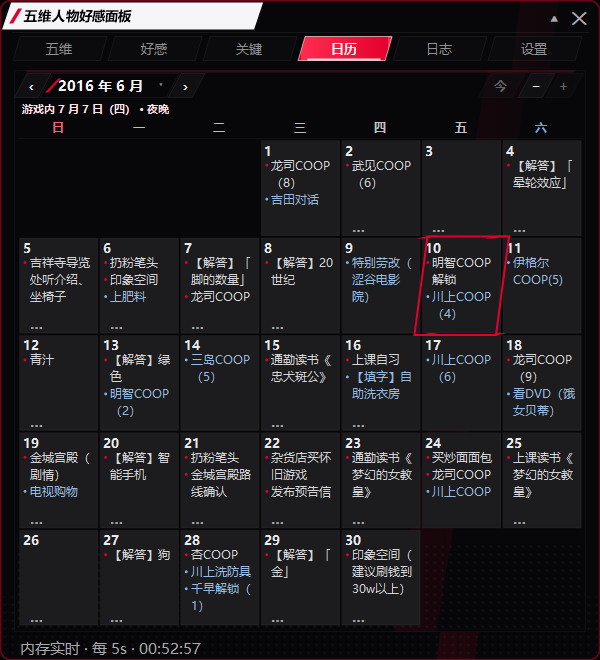 五维人物好感面板
五维 好感 关键 日历 日志 设置
‹ 2016 年 6 月 › 今 − +
游戏内 7 月 7 日（四）• 夜晚
日 一 二 三 四 五 六
1
• 龙司COOP
（8）
• 吉田对话
2
• 武见COOP
（6）
...
3
...
4
• 【解答】「
晕轮效应」
5
• 吉祥寺导览
处听介绍、
坐椅子
...
6
• 扔粉笔头
• 印象空间
• 上肥料
...
7
• 【解答】「
脚的数量」
• 龙司COOP
...
8
• 【解答】20
世纪
...
9
• 特别劳改（
涩谷电影
院）
10
• 明智COOP
解锁
• 川上COOP
（4）
...
11
• 伊格尔
COOP(5)
12
• 青汁
...
13
• 【解答】绿
色
• 明智COOP
（2）
14
• 三岛COOP
（5）
15
• 通勤读书《
忠犬斑公》
...
16
• 上课自习
• 【填字】自
助洗衣房
...
17
• 川上COOP
（6）
18
• 龙司COOP
（9）
• 看DVD（饿
女贝蒂）
19
• 金城宫殿（
剧情）
• 电视购物
...
20
• 【解答】智
能手机
...
21
• 扔粉笔头
• 金城宫殿路
线确认
...
22
• 杂货店买怀
旧游戏
• 发布预告信
...
23
• 通勤读书《
梦幻的女教
皇》
...
24
• 买炒面面包
• 龙司COOP
• 川上COOP
...
25
• 上课读书《
梦幻的女教
皇》
...
26
...
27
• 【解答】狗
...
28
• 杏COOP
• 川上洗防具
• 千早解锁（
1）
29
• 【解答】「
金」
...
30
• 印象空间（
建议刷钱到
30w以上）
...
内存实时 · 每 5s · 00:52:57